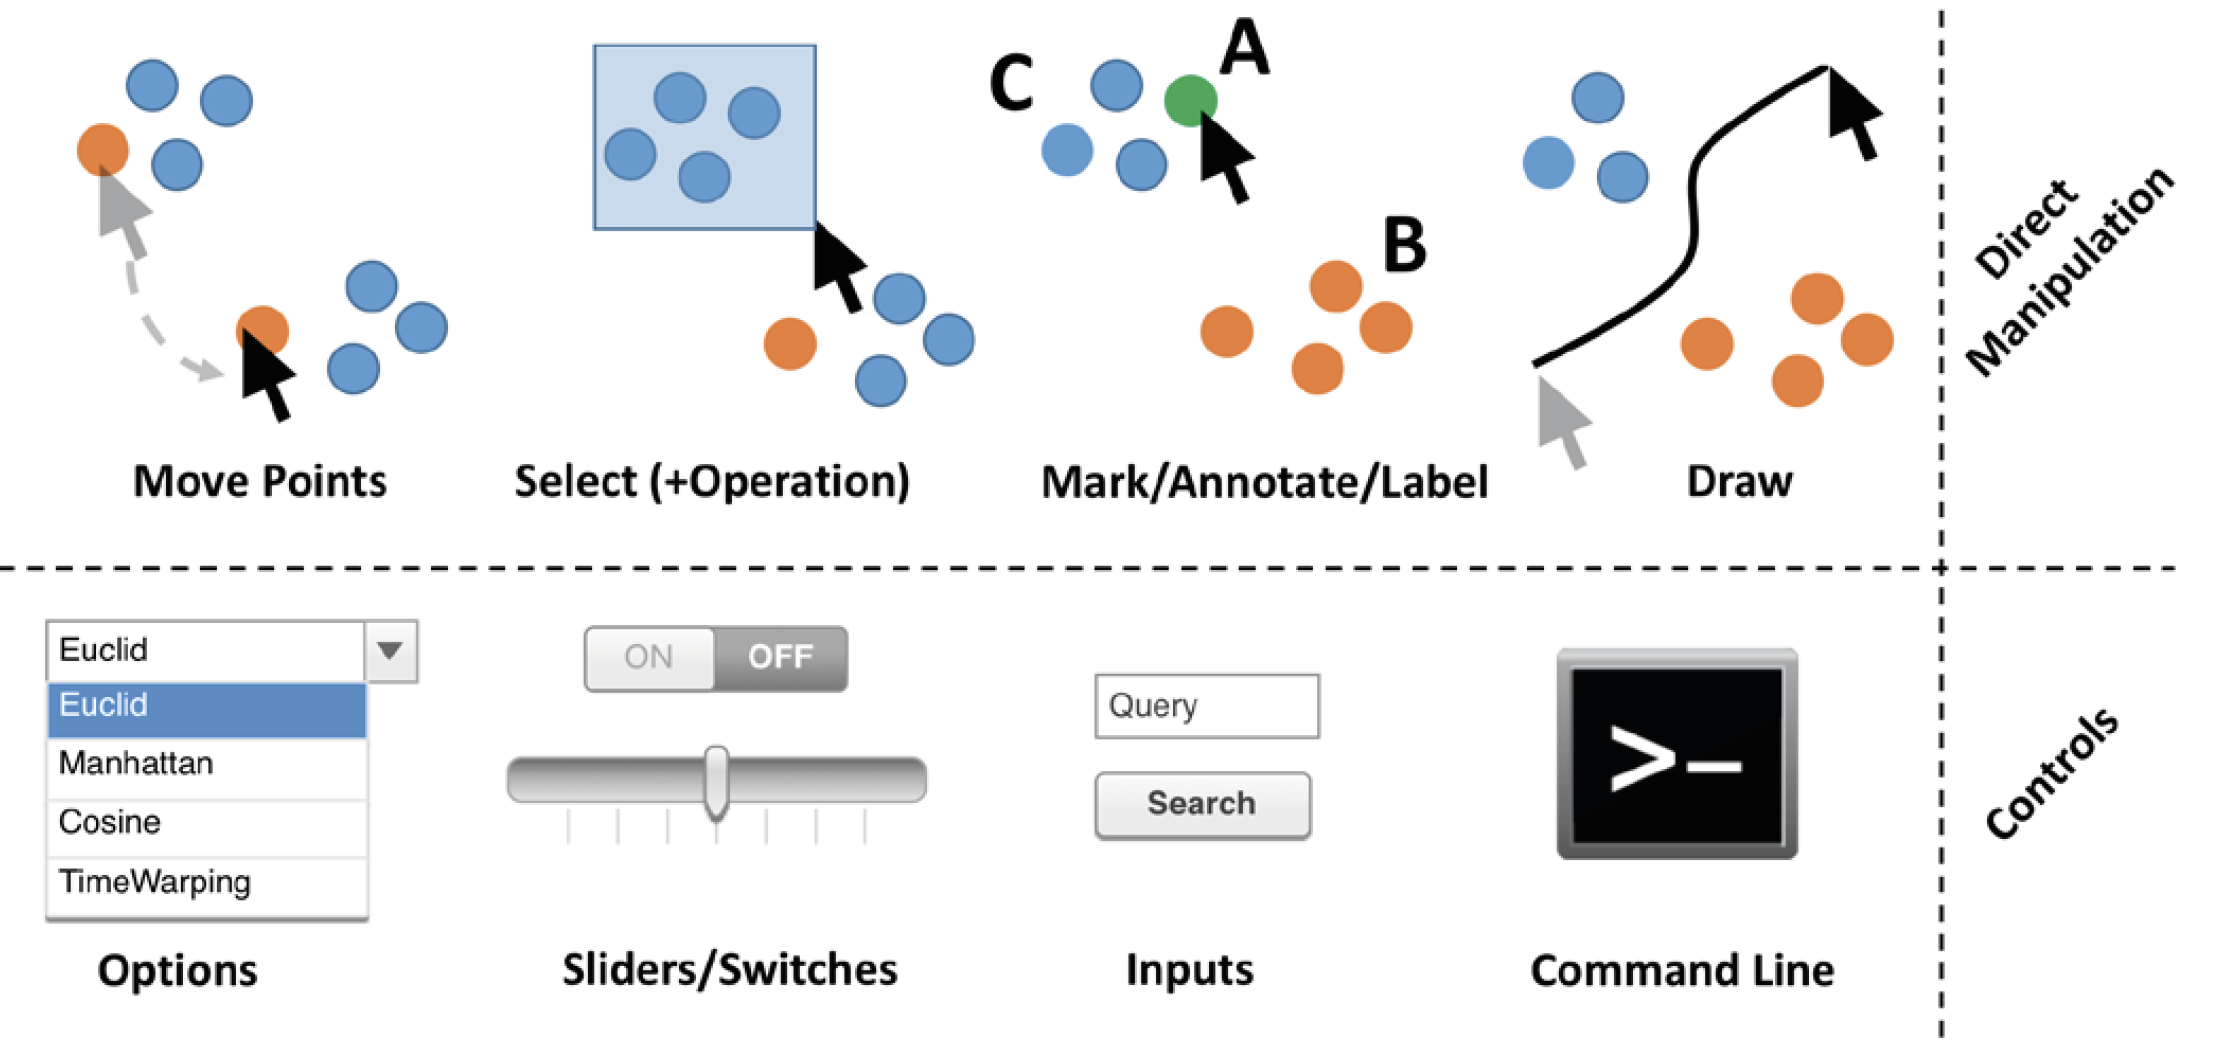 C
A
B
Move Points
Select (+Operation)
Mark/Annotate/Label
Draw
Direct
Manipulation
Euclid
Euclid
Manhattan
Cosine
TimeWarping
Options
ON OFF
Sliders/Switches
Query
Search
Inputs
>_
Command Line
Controls